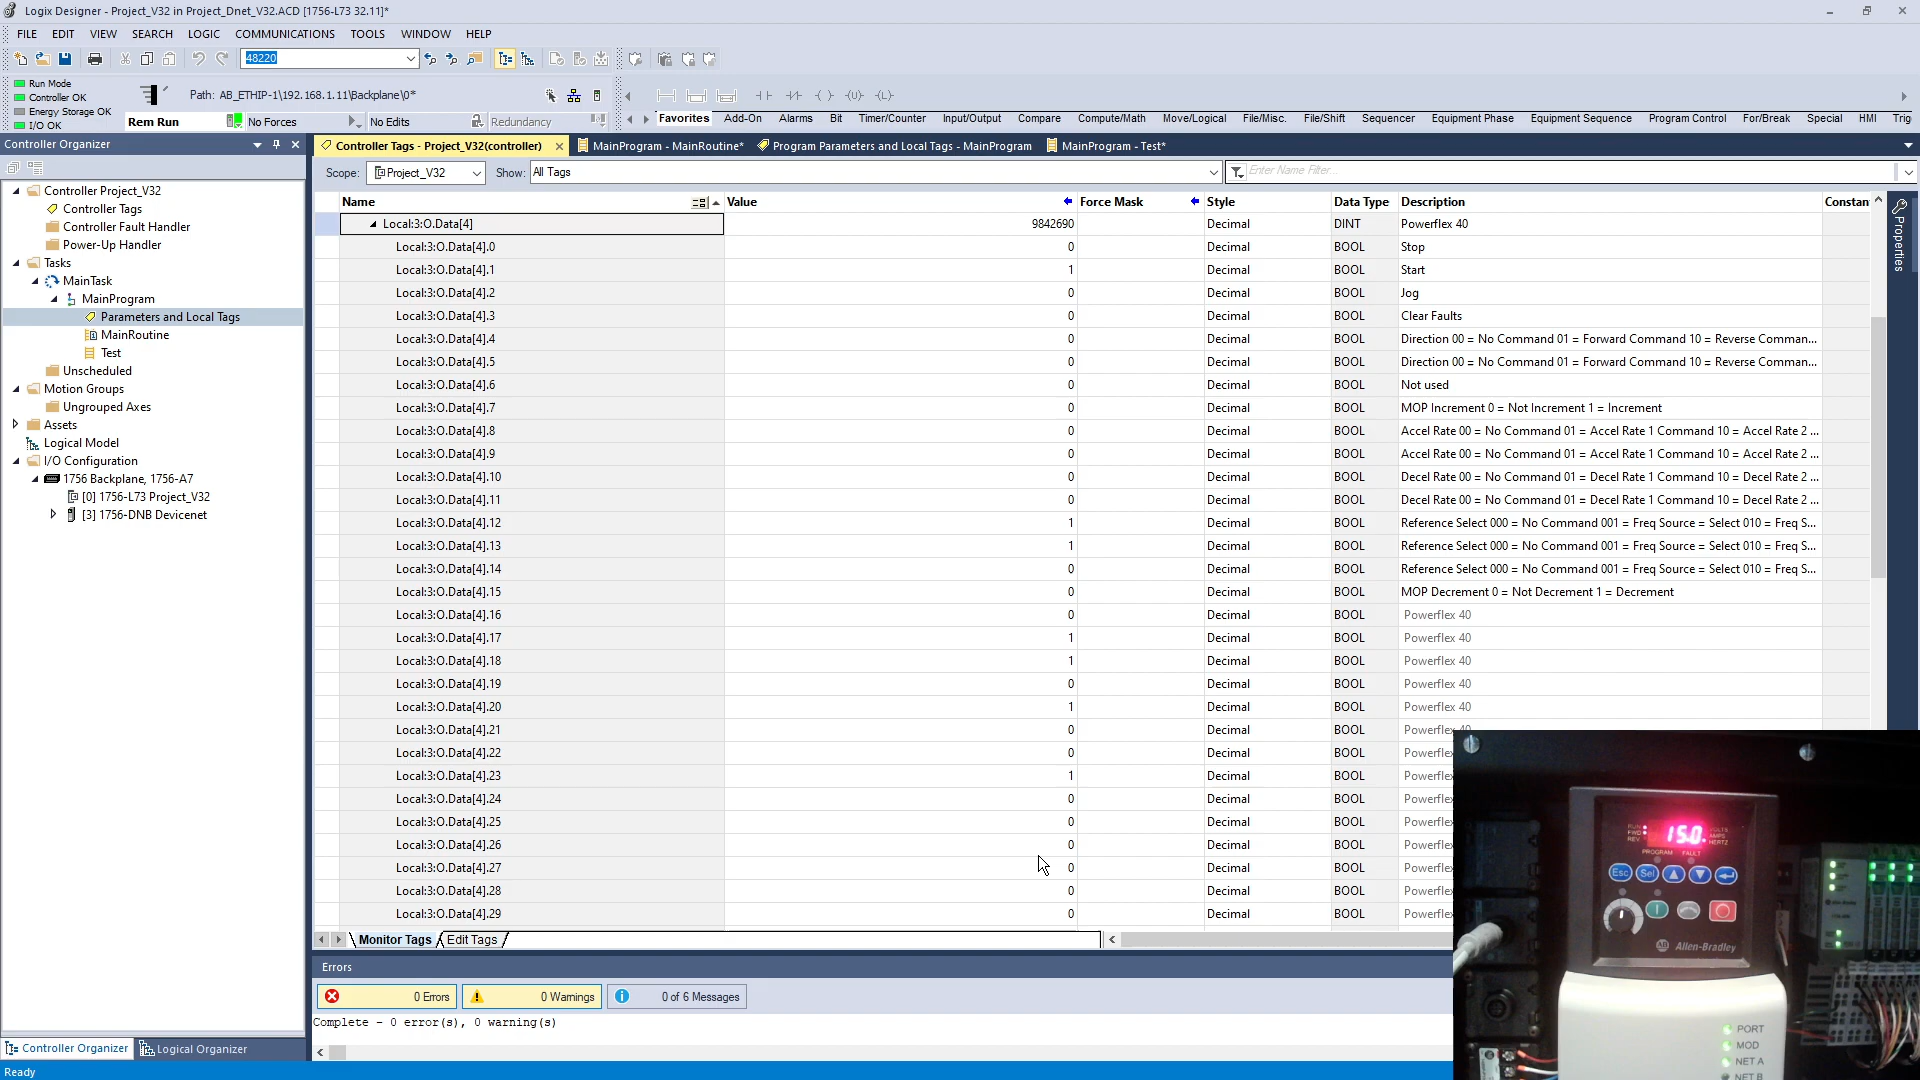 Logix Designer - Project_V32 in Project_Dnet_V32.ACD [1756-L73 32.11]*
FILE EDIT VIEW SEARCH LOGIC COMMUNICATIONS TOOLS WINDOW HELP
48220
Run Mode
Controller OK
Energy Storage OK
I/O OK
Path: AB_ETHIP-1\192.168.1.11\Backplane\0*
Rem Run No Forces No Edits Redundancy
Favorites Add-On Alarms Bit Timer/Counter Input/Output Compare Compute/Math Move/Logical File/Misc. File/Shift Sequencer Equipment Phase Equipment Sequence Program Control For/Break Special HMI Trig
Controller Organizer
Controller Project_V32
Controller Tags
Controller Fault Handler
Power-Up Handler
Tasks
MainTask
MainProgram
Parameters and Local Tags
MainRoutine
Test
Unscheduled
Motion Groups
Ungrouped Axes
Assets
Logical Model
I/O Configuration
1756 Backplane, 1756-A7
[0] 1756-L73 Project_V32
[3] 1756-DNB Devicenet
Controller Organizer Logical Organizer
Controller Tags - Project_V32(controller) MainProgram - MainRoutine* Program Parameters and Local Tags - MainProgram MainProgram - Test*
Scope: Project_V32 Show: All Tags Enter Name Filter...
Name Value Force Mask Style Data Type Description Constan
Local:3:O.Data[4] 9842690 Decimal DINT Powerflex 40
Local:3:O.Data[4].0 0 Decimal BOOL Stop
Local:3:O.Data[4].1 1 Decimal BOOL Start
Local:3:O.Data[4].2 0 Decimal BOOL Jog
Local:3:O.Data[4].3 0 Decimal BOOL Clear Faults
Local:3:O.Data[4].4 0 Decimal BOOL Direction 00 = No Command 01 = Forward Command 10 = Reverse Comman...
Local:3:O.Data[4].5 0 Decimal BOOL Direction 00 = No Command 01 = Forward Command 10 = Reverse Comman...
Local:3:O.Data[4].6 0 Decimal BOOL Not used
Local:3:O.Data[4].7 0 Decimal BOOL MOP Increment 0 = Not Increment 1 = Increment
Local:3:O.Data[4].8 0 Decimal BOOL Accel Rate 00 = No Command 01 = Accel Rate 1 Command 10 = Accel Rate 2 ...
Local:3:O.Data[4].9 0 Decimal BOOL Accel Rate 00 = No Command 01 = Accel Rate 1 Command 10 = Accel Rate 2 ...
Local:3:O.Data[4].10 0 Decimal BOOL Decel Rate 00 = No Command 01 = Decel Rate 1 Command 10 = Decel Rate 2 ...
Local:3:O.Data[4].11 0 Decimal BOOL Decel Rate 00 = No Command 01 = Decel Rate 1 Command 10 = Decel Rate 2 ...
Local:3:O.Data[4].12 1 Decimal BOOL Reference Select 000 = No Command 001 = Freq Source = Select 010 = Freq S...
Local:3:O.Data[4].13 1 Decimal BOOL Reference Select 000 = No Command 001 = Freq Source = Select 010 = Freq S...
Local:3:O.Data[4].14 0 Decimal BOOL Reference Select 000 = No Command 001 = Freq Source = Select 010 = Freq S...
Local:3:O.Data[4].15 0 Decimal BOOL MOP Decrement 0 = Not Decrement 1 = Decrement
Local:3:O.Data[4].16 0 Decimal BOOL Powerflex 40
Local:3:O.Data[4].17 1 Decimal BOOL Powerflex 40
Local:3:O.Data[4].18 1 Decimal BOOL Powerflex 40
Local:3:O.Data[4].19 0 Decimal BOOL Powerflex 40
Local:3:O.Data[4].20 1 Decimal BOOL Powerflex 40
Local:3:O.Data[4].21 0 Decimal BOOL Powerflex 40
Local:3:O.Data[4].22 0 Decimal BOOL Powerfle
Local:3:O.Data[4].23 1 Decimal BOOL Powerfle
Local:3:O.Data[4].24 0 Decimal BOOL Powerfle
Local:3:O.Data[4].25 0 Decimal BOOL Powerfle
Local:3:O.Data[4].26 0 Decimal BOOL Powerfle
Local:3:O.Data[4].27 0 Decimal BOOL Powerfle
Local:3:O.Data[4].28 0 Decimal BOOL Powerfle
Local:3:O.Data[4].29 0 Decimal BOOL Powerfle
Monitor Tags Edit Tags
Properties
Errors
0 Errors 0 Warnings 0 of 6 Messages
Complete - 0 error(s), 0 warning(s)
Ready
RUN
FWD
REV
15.0
VOLTS
AMPS
HERTZ
PROGRAM FAULT
Esc Sel
AB Allen-Bradley
PORT
MOD
NET A
NET B